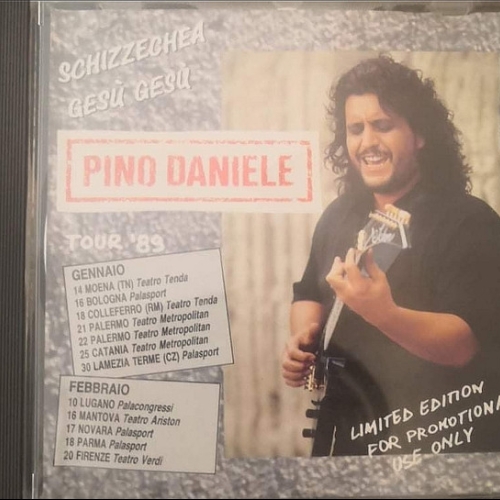 SCHIZZECHEA
GESÙ GESÙ
PINO DANIELE
TOUR '89
GENNAIO
14 MOENA (TN) Teatro Tenda
16 BOLOGNA Palasport
18 COLLEFERRO (RM) Teatro Tenda
21 PALERMO Teatro Metropolitan
22 PALERMO Teatro Metropolitan
25 CATANIA Teatro Metropolitan
30 LAMEZIA TERME (CZ) Palasport
FEBBRAIO
10 LUGANO Palacongressi
16 MANTOVA Teatro Ariston
17 NOVARA Palasport
18 PARMA Palasport
20 FIRENZE Teatro Verdi
LIMITED EDITION
FOR PROMOTIONA
USE ONLY